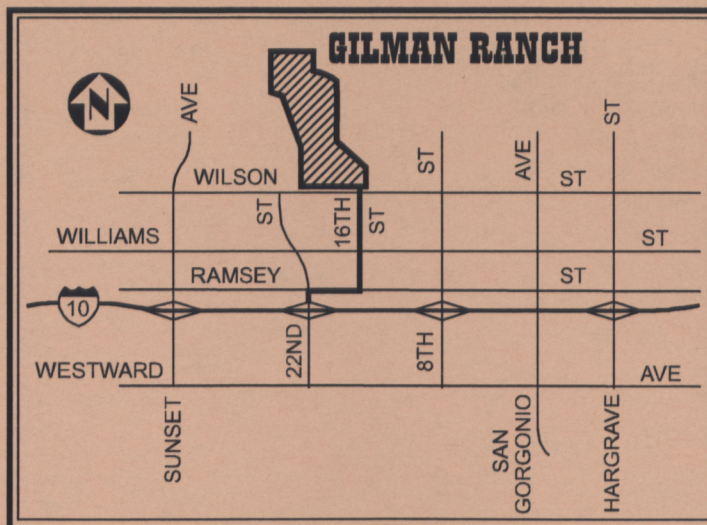 GILMAN RANCH
N
AVE
ST
AVE
ST
WILSON
ST
ST
16TH
ST
WILLIAMS
ST
RAMSEY
ST
10
WESTWARD
22ND
8TH
AVE
SUNSET
SAN
GORGONIO
HARGRAVE